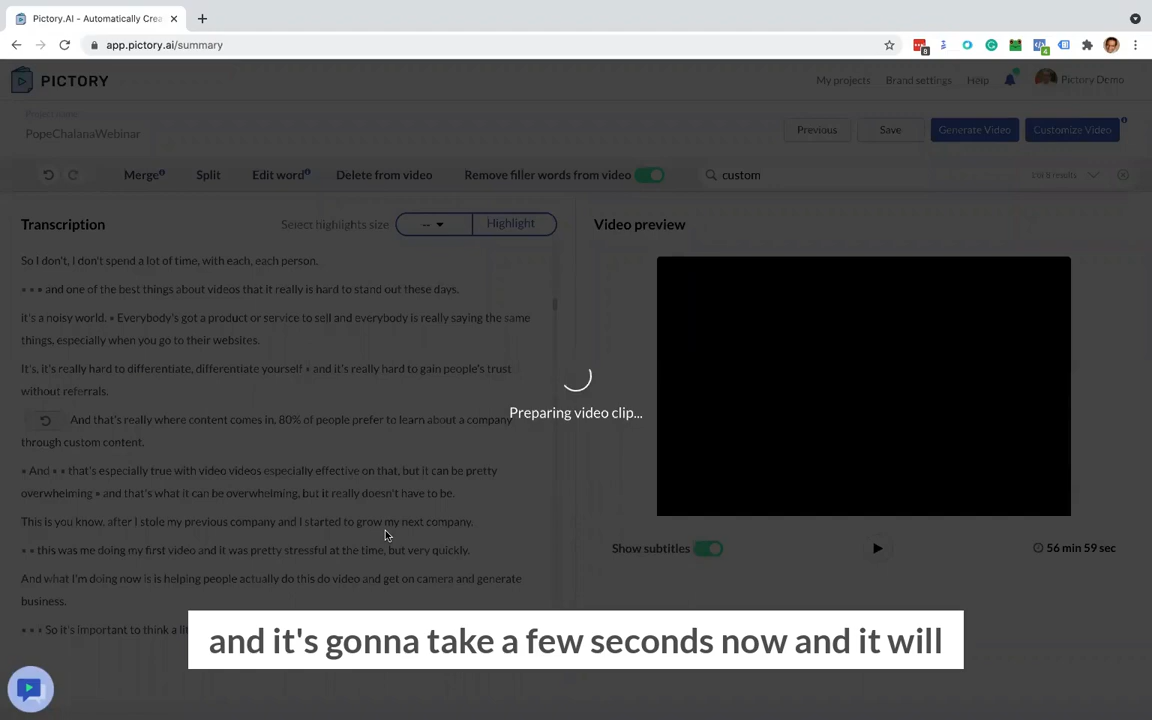 Pictory.AI - Automatically Crea
app.pictory.ai/summary
8
4
PICTORY
My projects
Brand settings
Help
Pictory Demo
Project Name
PopeChalanaWebinar
Previous
Save
Generate Video
Customize Video
Merge
Split
Edit word
Delete from video
Remove filler words from video
custom
Transcription
Select highlights size
--
Highlight
Video preview
So I don't, I don't spend a lot of time, with each, each person.
• • • and one of the best things about videos that it really is hard to stand out these days.
it's a noisy world. • Everybody's got a product or service to sell and everybody is really saying the same
things, especially when you go to their websites.
It's, it's really hard to differentiate, differentiate yourself • and it's really hard to gain people's trust
without referrals.
And that's really where content comes in. 80% of people prefer to learn about a company
through custom content.
• And • • that's especially true with video videos especially effective on that, but it can be pretty
overwhelming • and that's what it can be overwhelming, but it really doesn't have to be.
This is you know, after I stole my previous company and I started to grow my next company.
• • this was me doing my first video and it was pretty stressful at the time, but very quickly.
And what I'm doing now is is helping people actually do this do video and get on camera and generate
business.
• • • So it's important to think a li
Preparing video clip...
Show subtitles
56 min 59 sec
and it's gonna take a few seconds now and it will